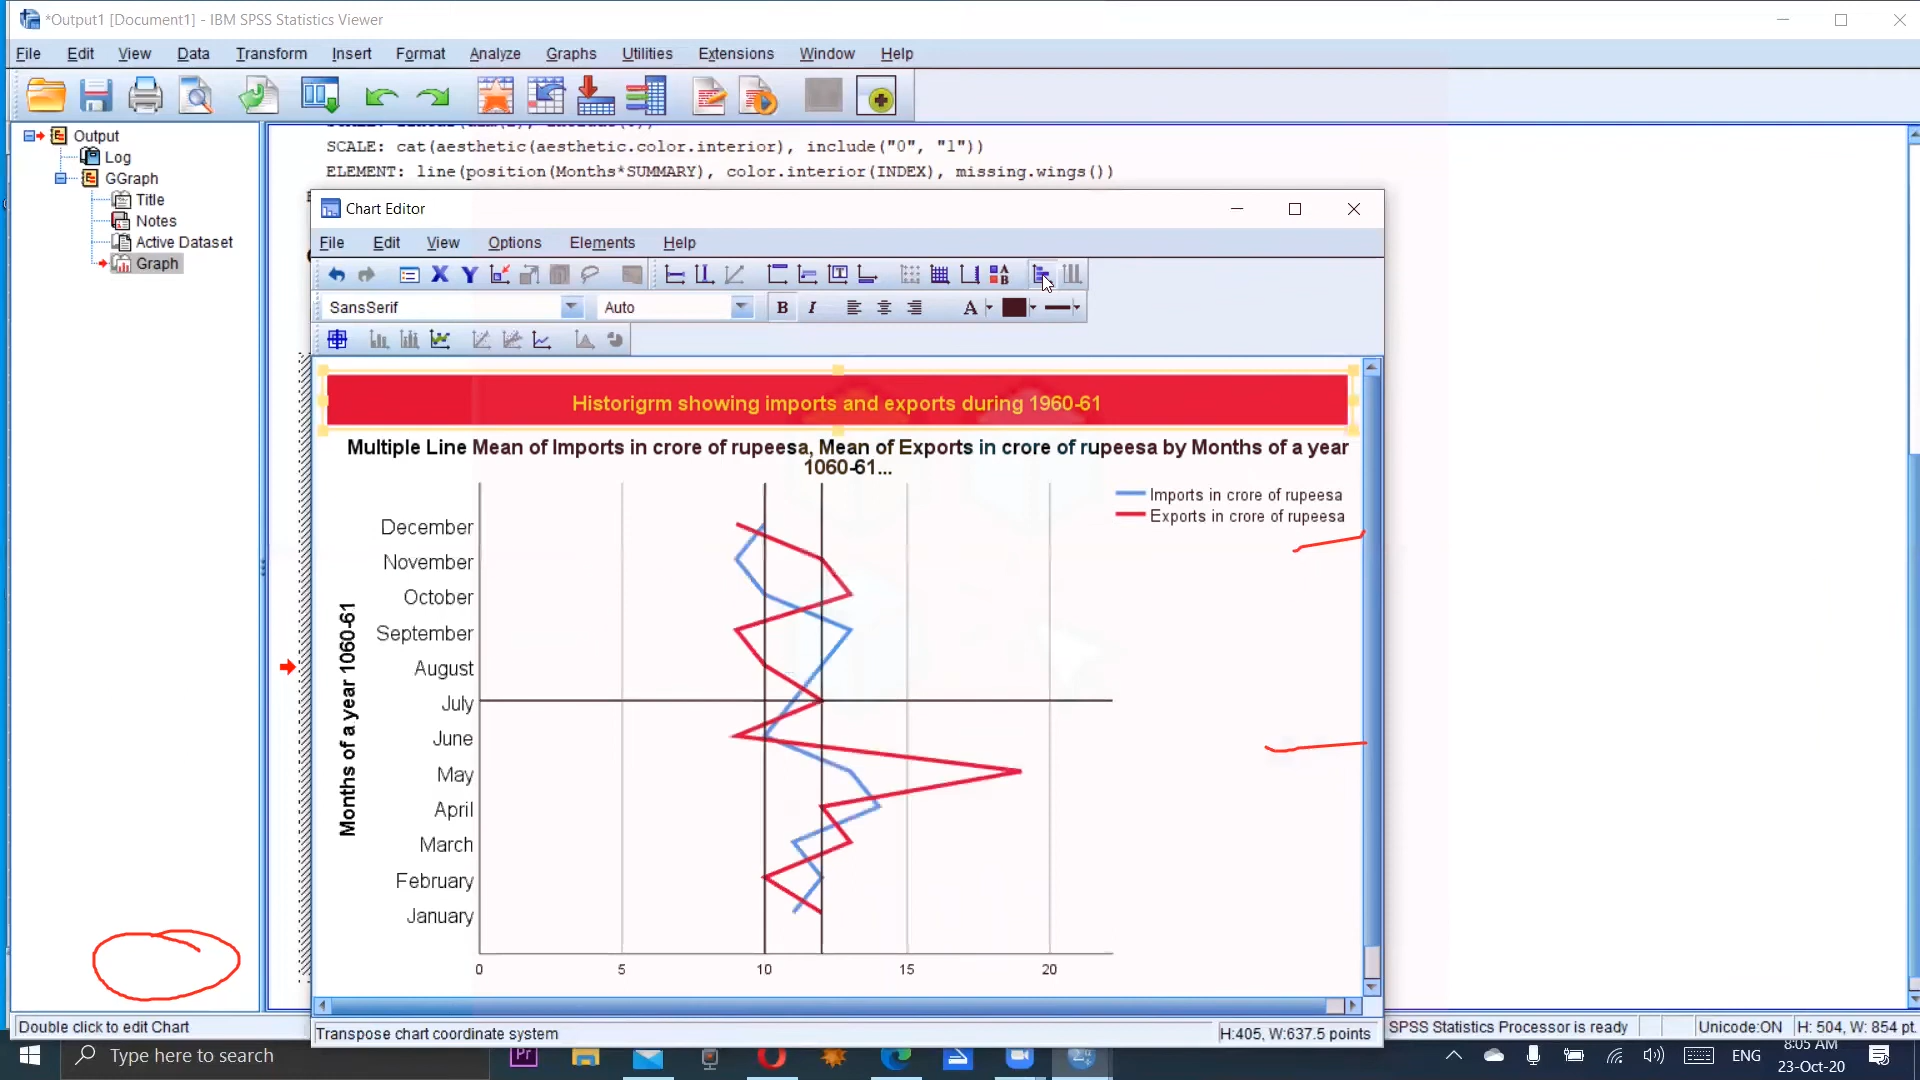 *Output1 [Document1] - IBM SPSS Statistics Viewer
File Edit View Data Transform Insert Format Analyze Graphs Utilities Extensions Window Help
Output
Log
GGraph
Title
Notes
Active Dataset
Graph
SCALE: cat(aesthetic(aesthetic.color.interior), include("0", "1"))
ELEMENT: line(position(Months*SUMMARY), color.interior(INDEX), missing.wings())
Chart Editor
File Edit View Options Elements Help
X Y
SansSerif Auto B I A
Historigrm showing imports and exports during 1960-61
Multiple Line Mean of Imports in crore of rupeesa, Mean of Exports in crore of rupeesa by Months of a year
1060-61...
Imports in crore of rupeesa
Exports in crore of rupeesa
Months of a year 1060-61
December
November
October
September
August
July
June
May
April
March
February
January
0 5 10 15 20
Transpose chart coordinate system H:405, W:637.5 points
Double click to edit Chart SPSS Statistics Processor is ready Unicode:ON H: 504, W: 854 pt.
Type here to search Pr ENG 8:05 AM
23-Oct-20